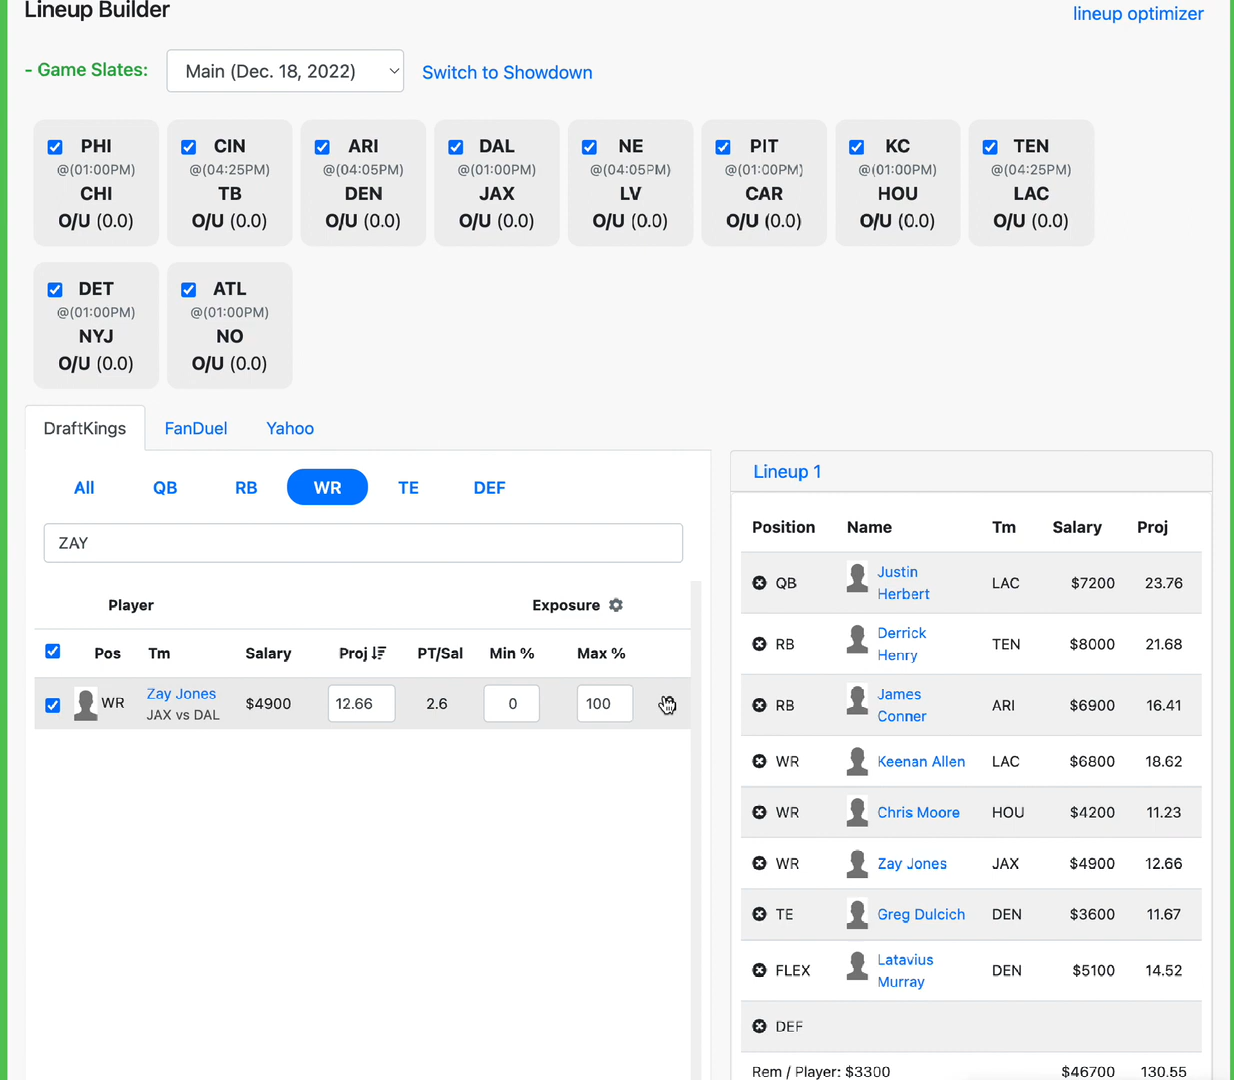 Lineup Builder
lineup optimizer
- Game Slates:
Main (Dec. 18, 2022)
Switch to Showdown
PHI
@(01:00PM)
CHI
O/U (0.0)
CIN
@(04:25PM)
TB
O/U (0.0)
ARI
@(04:05PM)
DEN
O/U (0.0)
DAL
@(01:00PM)
JAX
O/U (0.0)
NE
@(04:05PM)
LV
O/U (0.0)
PIT
@(01:00PM)
CAR
O/U (0.0)
KC
@(01:00PM)
HOU
O/U (0.0)
TEN
@(04:25PM)
LAC
O/U (0.0)
DET
@(01:00PM)
NYJ
O/U (0.0)
ATL
@(01:00PM)
NO
O/U (0.0)
DraftKings FanDuel Yahoo
All QB RB WR TE DEF
ZAY
Player Exposure
Pos Tm Salary Proj PT/Sal Min % Max %
WR Zay Jones $4900 12.66 2.6 0 100
JAX vs DAL
Lineup 1
Position Name Tm Salary Proj
QB Justin Herbert LAC $7200 23.76
RB Derrick Henry TEN $8000 21.68
RB James Conner ARI $6900 16.41
WR Keenan Allen LAC $6800 18.62
WR Chris Moore HOU $4200 11.23
WR Zay Jones JAX $4900 12.66
TE Greg Dulcich DEN $3600 11.67
FLEX Latavius Murray DEN $5100 14.52
DEF
Rem / Player: $3300 $46700 130.55